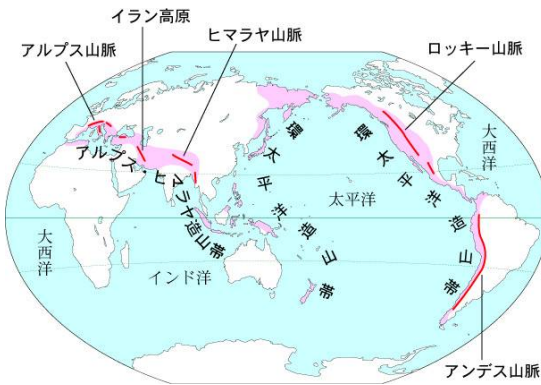 イラン高原
ヒマラヤ山脈
アルプス山脈
ロッキー山脈
大西洋
環太平洋造山帯
環太平洋造山帯
太平洋
アルプス・ヒマラヤ造山帯
大西洋
インド洋
アンデス山脈